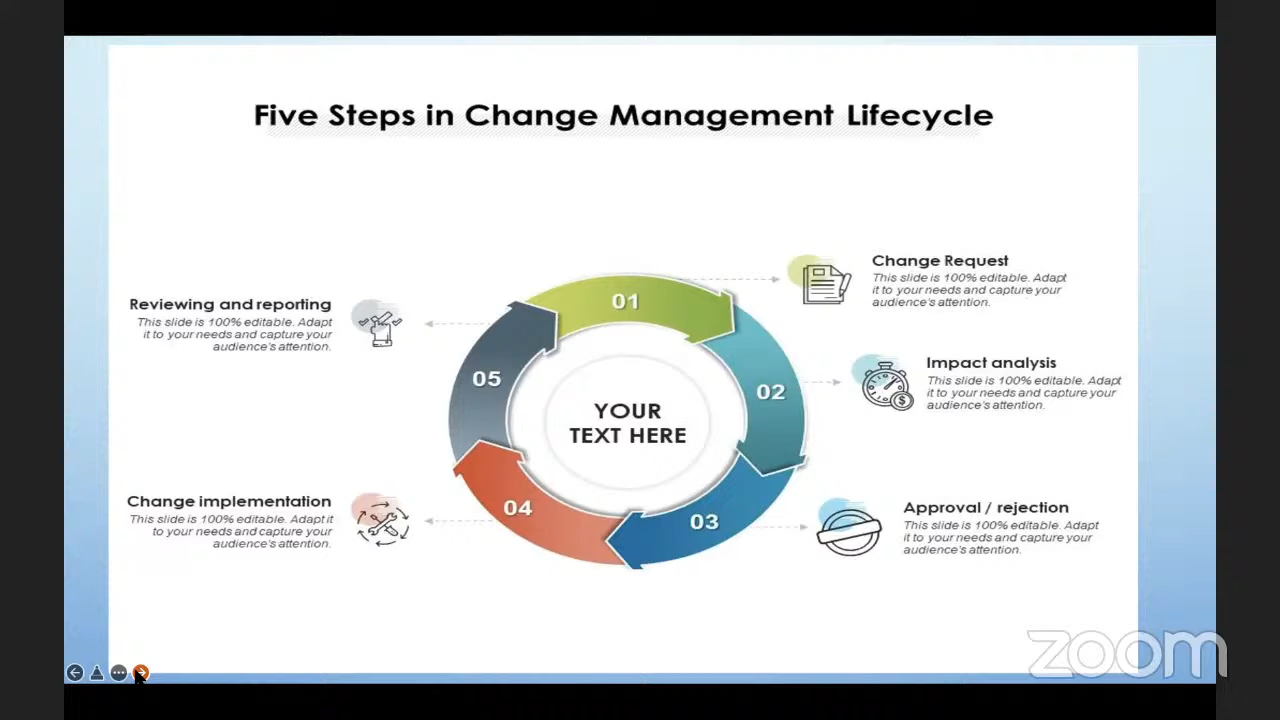 Five Steps in Change Management Lifecycle
01
Change Request
This slide is 100% editable. Adapt
it to your needs and capture your
audience's attention.
02
Impact analysis
This slide is 100% editable. Adapt
it to your needs and capture your
audience's attention.
03
Approval / rejection
This slide is 100% editable. Adapt
it to your needs and capture your
audience's attention.
04
Change implementation
This slide is 100% editable. Adapt it
to your needs and capture your
audience's attention.
05
Reviewing and reporting
This slide is 100% editable. Adapt
it to your needs and capture your
audience's attention.
YOUR
TEXT HERE
$
zoom